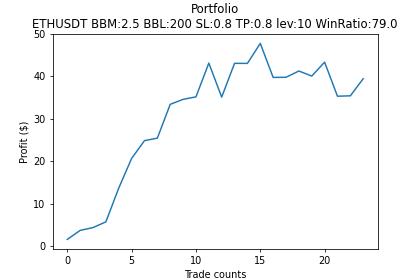 Portfolio
ETHUSDT BBM:2.5 BBL:200 SL:0.8 TP:0.8 lev:10 WinRatio:79.0
50
40
30
20
10
0
Profit ($)
0 5 10 15 20
Trade counts